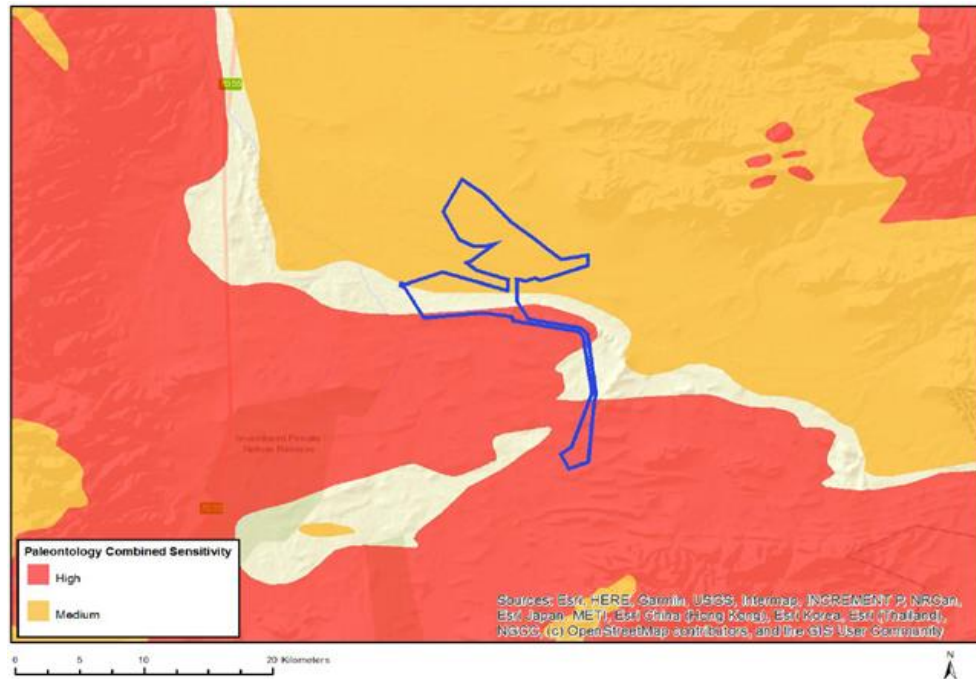 Paleontology Combined Sensitivity
High
Medium
Sources: Esri, HERE, Garmin, USGS, Intermap, INCREMENT P, NRCan,
Esri Japan, METI, Esri China (Hong Kong), Esri Korea, Esri (Thailand),
NGCC, (c) OpenStreetMap contributors, and the GIS User Community
0 5 10 20 Kilometers
N